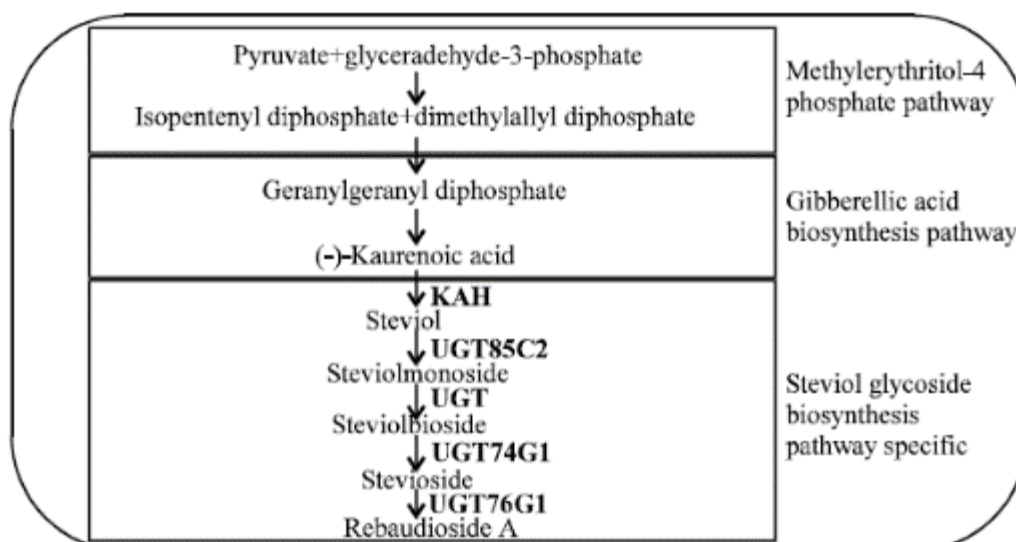 Pyruvate+glyceradehyde-3-phosphate
Isopentenyl diphosphate+dimethylallyl diphosphate
Methylerythritol-4
phosphate pathway
Geranylgeranyl diphosphate
(-)-Kaurenoic acid
Gibberellic acid
biosynthesis pathway
KAH
Steviol
UGT85C2
Steviolmonoside
UGT
Steviolbioside
UGT74G1
Stevioside
UGT76G1
Rebaudioside A
Steviol glycoside
biosynthesis
pathway specific